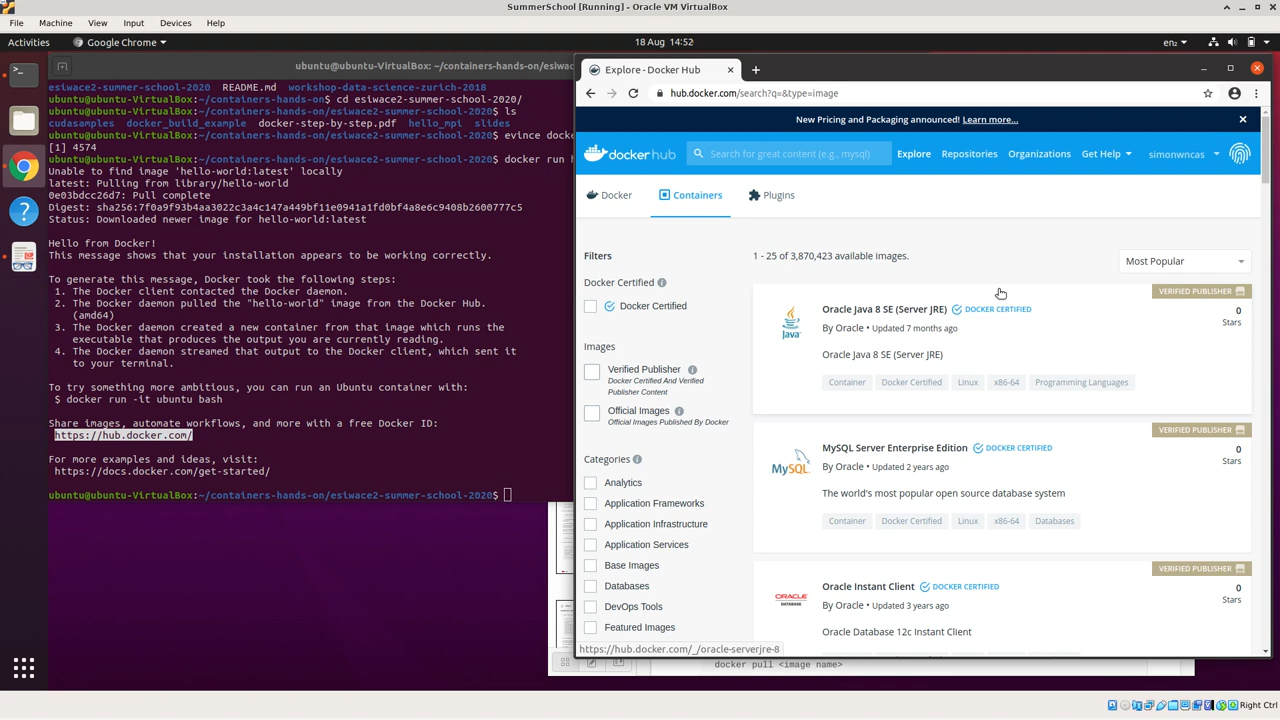 SummerSchool [Running] - Oracle VM VirtualBox
File Machine View Input Devices Help
Activities Google Chrome 18 Aug 14:52 en₂
ubuntu@ubuntu-VirtualBox: ~/containers-hands-on/esiwace2
esiwace2-summer-school-2020 README.md workshop-data-science-zurich-2018
ubuntu@ubuntu-VirtualBox:~/containers-hands-on$ cd esiwace2-summer-school-2020/
ubuntu@ubuntu-VirtualBox:~/containers-hands-on/esiwace2-summer-school-2020$ ls
cudasamples docker_build_example docker-step-by-step.pdf hello_mpi slides
ubuntu@ubuntu-VirtualBox:~/containers-hands-on/esiwace2-summer-school-2020$ evince docke
[1] 4574
ubuntu@ubuntu-VirtualBox:~/containers-hands-on/esiwace2-summer-school-2020$ docker run h
Unable to find image 'hello-world:latest' locally
latest: Pulling from library/hello-world
0e03bdcc26d7: Pull complete
Digest: sha256:7f0a9f93b4aa3022c3a4c147a449bf11e0941a1fd0bf4a8e6c9408b2600777c5
Status: Downloaded newer image for hello-world:latest
Hello from Docker!
This message shows that your installation appears to be working correctly.
To generate this message, Docker took the following steps:
1. The Docker client contacted the Docker daemon.
2. The Docker daemon pulled the "hello-world" image from the Docker Hub.
(amd64)
3. The Docker daemon created a new container from that image which runs the
executable that produces the output you are currently reading.
4. The Docker daemon streamed that output to the Docker client, which sent it
to your terminal.
To try something more ambitious, you can run an Ubuntu container with:
$ docker run -it ubuntu bash
Share images, automate workflows, and more with a free Docker ID:
https://hub.docker.com/
For more examples and ideas, visit:
https://docs.docker.com/get-started/
ubuntu@ubuntu-VirtualBox:~/containers-hands-on/esiwace2-summer-school-2020$
Explore - Docker Hub
hub.docker.com/search?q=&type=image
New Pricing and Packaging announced! Learn more...
docker hub Search for great content (e.g., mysql) Explore Repositories Organizations Get Help simonwncas
Docker Containers Plugins
Filters
Docker Certified
Docker Certified
Images
Verified Publisher
Docker Certified And Verified
Publisher Content
Official Images
Official Images Published By Docker
Categories
Analytics
Application Frameworks
Application Infrastructure
Application Services
Base Images
Databases
DevOps Tools
Featured Images
1 - 25 of 3,870,423 available images.
Most Popular
VERIFIED PUBLISHER
Java
Oracle Java 8 SE (Server JRE) DOCKER CERTIFIED
0
Stars
By Oracle • Updated 7 months ago
Oracle Java 8 SE (Server JRE)
Container Docker Certified Linux x86-64 Programming Languages
VERIFIED PUBLISHER
MySQL
MySQL Server Enterprise Edition DOCKER CERTIFIED
0
Stars
By Oracle • Updated 2 years ago
The world's most popular open source database system
Container Docker Certified Linux x86-64 Databases
VERIFIED PUBLISHER
ORACLE
DATABASE
Oracle Instant Client DOCKER CERTIFIED
0
Stars
By Oracle • Updated 3 years ago
Oracle Database 12c Instant Client
https://hub.docker.com/_/oracle-serverjre-8
docker pull <image name>
Right Ctrl